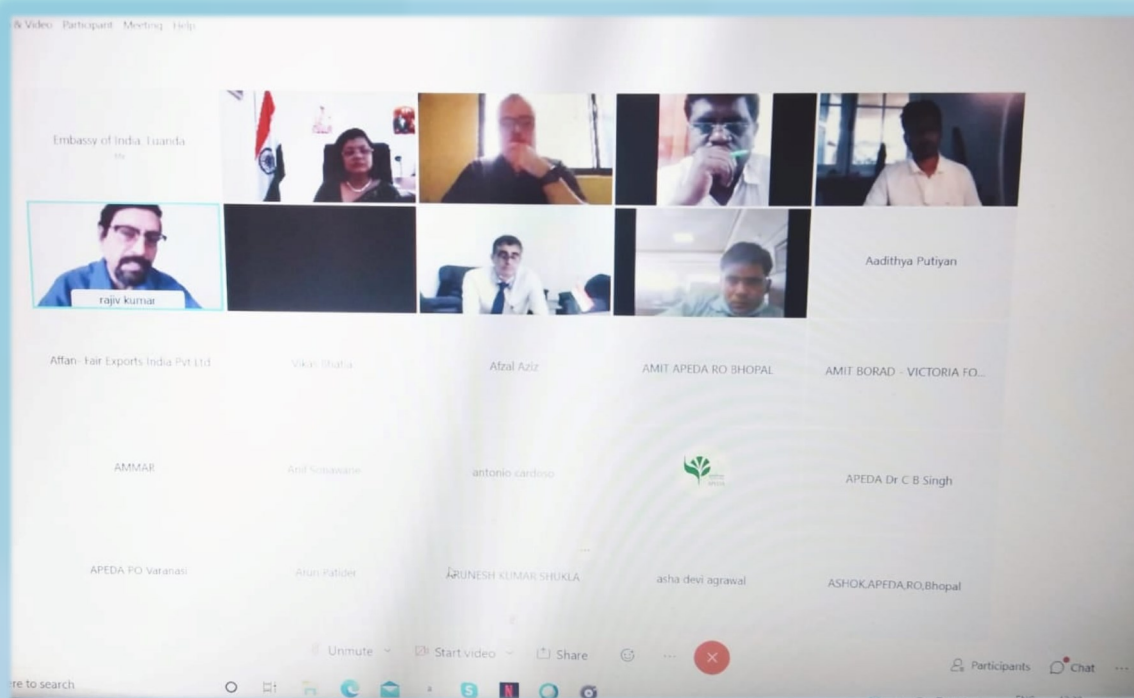 & Video Participant Meeting Help
Embassy of India, Luanda
rajiv kumar
Aadithya Putiyan
Affan- Fair Exports India Pvt Ltd
Vikas Bhatia
Afzal Aziz
AMIT APEDA RO BHOPAL
AMIT BORAD - VICTORIA FO...
AMMAR
Anil Sonawane
antonio cardoso
APEDA Dr C B Singh
APEDA PO Varanasi
Arun Patider
ARUNESH KUMAR SHUKLA
asha devi agrawal
ASHOK,APEDA,RO,Bhopal
Unmute
Start video
Share
Participants
Chat
re to search